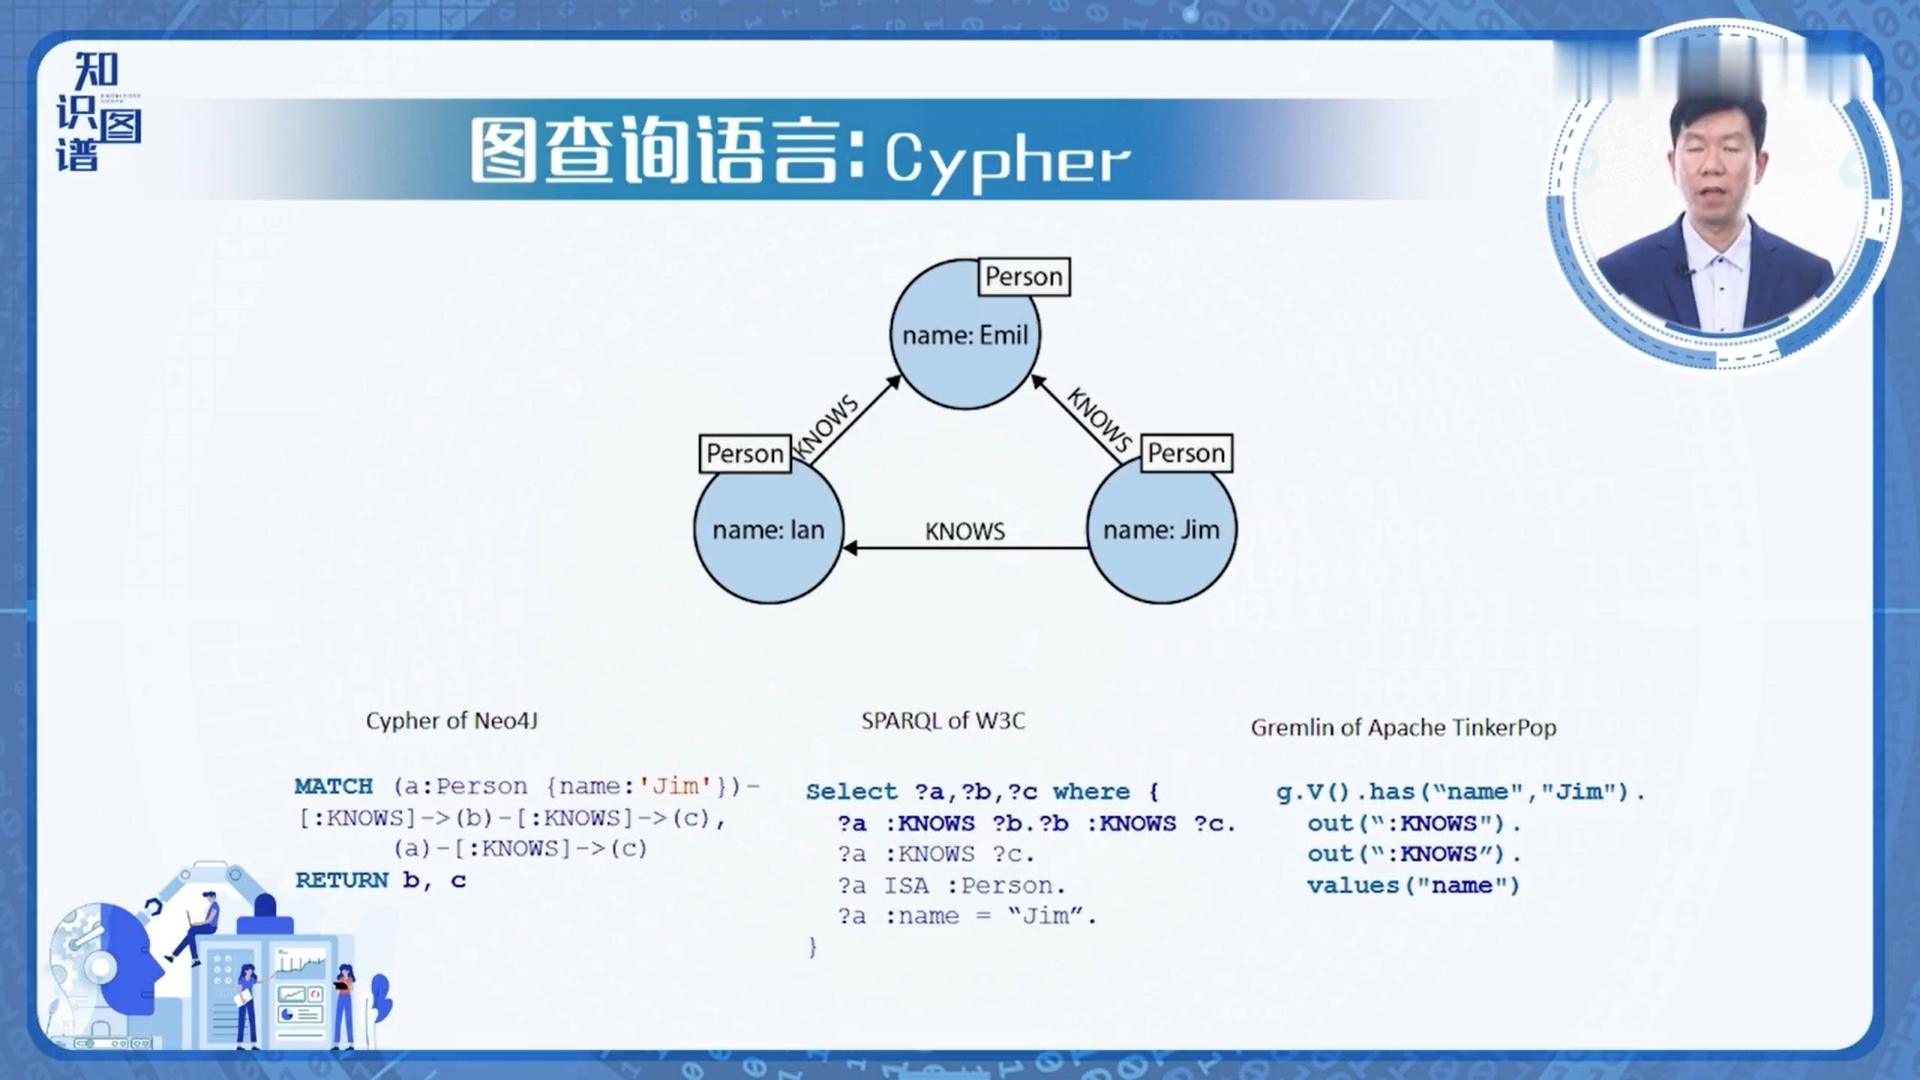 知
识图
谱
图查询语言: Cypher
Person
name: Emil
KNOWS
KNOWS
Person
Person
name: Ian
KNOWS
name: Jim
Cypher of Neo4J
MATCH (a:Person {name:'Jim'})-
[:KNOWS]->(b)-[:KNOWS]->(c),
(a)-[:KNOWS]->(c)
RETURN b, c
SPARQL of W3C
Select ?a,?b,?c where {
?a :KNOWS ?b.?b :KNOWS ?c.
?a :KNOWS ?c.
?a ISA :Person.
?a :name = “Jim”.
}
Gremlin of Apache TinkerPop
g.V().has(“name","Jim").
out(“:KNOWS").
out(“:KNOWS”).
values("name")